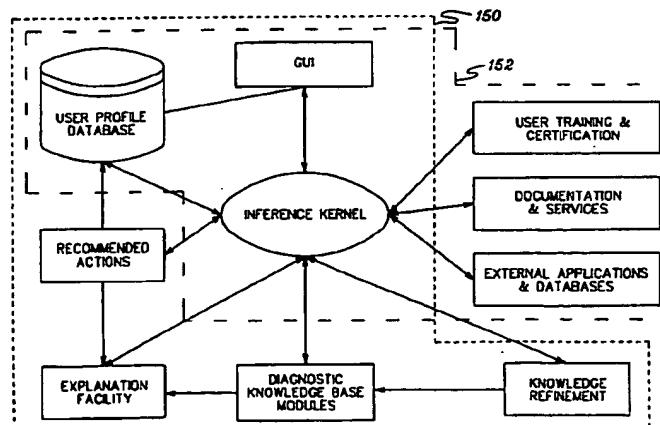 150
152
GUI
USER PROFILE
DATABASE
USER TRAINING &
CERTIFICATION
INFERENCE KERNEL
DOCUMENTATION
& SERVICES
RECOMMENDED
ACTIONS
EXTERNAL APPLICATIONS
& DATABASES
EXPLANATION
FACILITY
DIAGNOSTIC
KNOWLEDGE BASE
MODULES
KNOWLEDGE
REFINEMENT